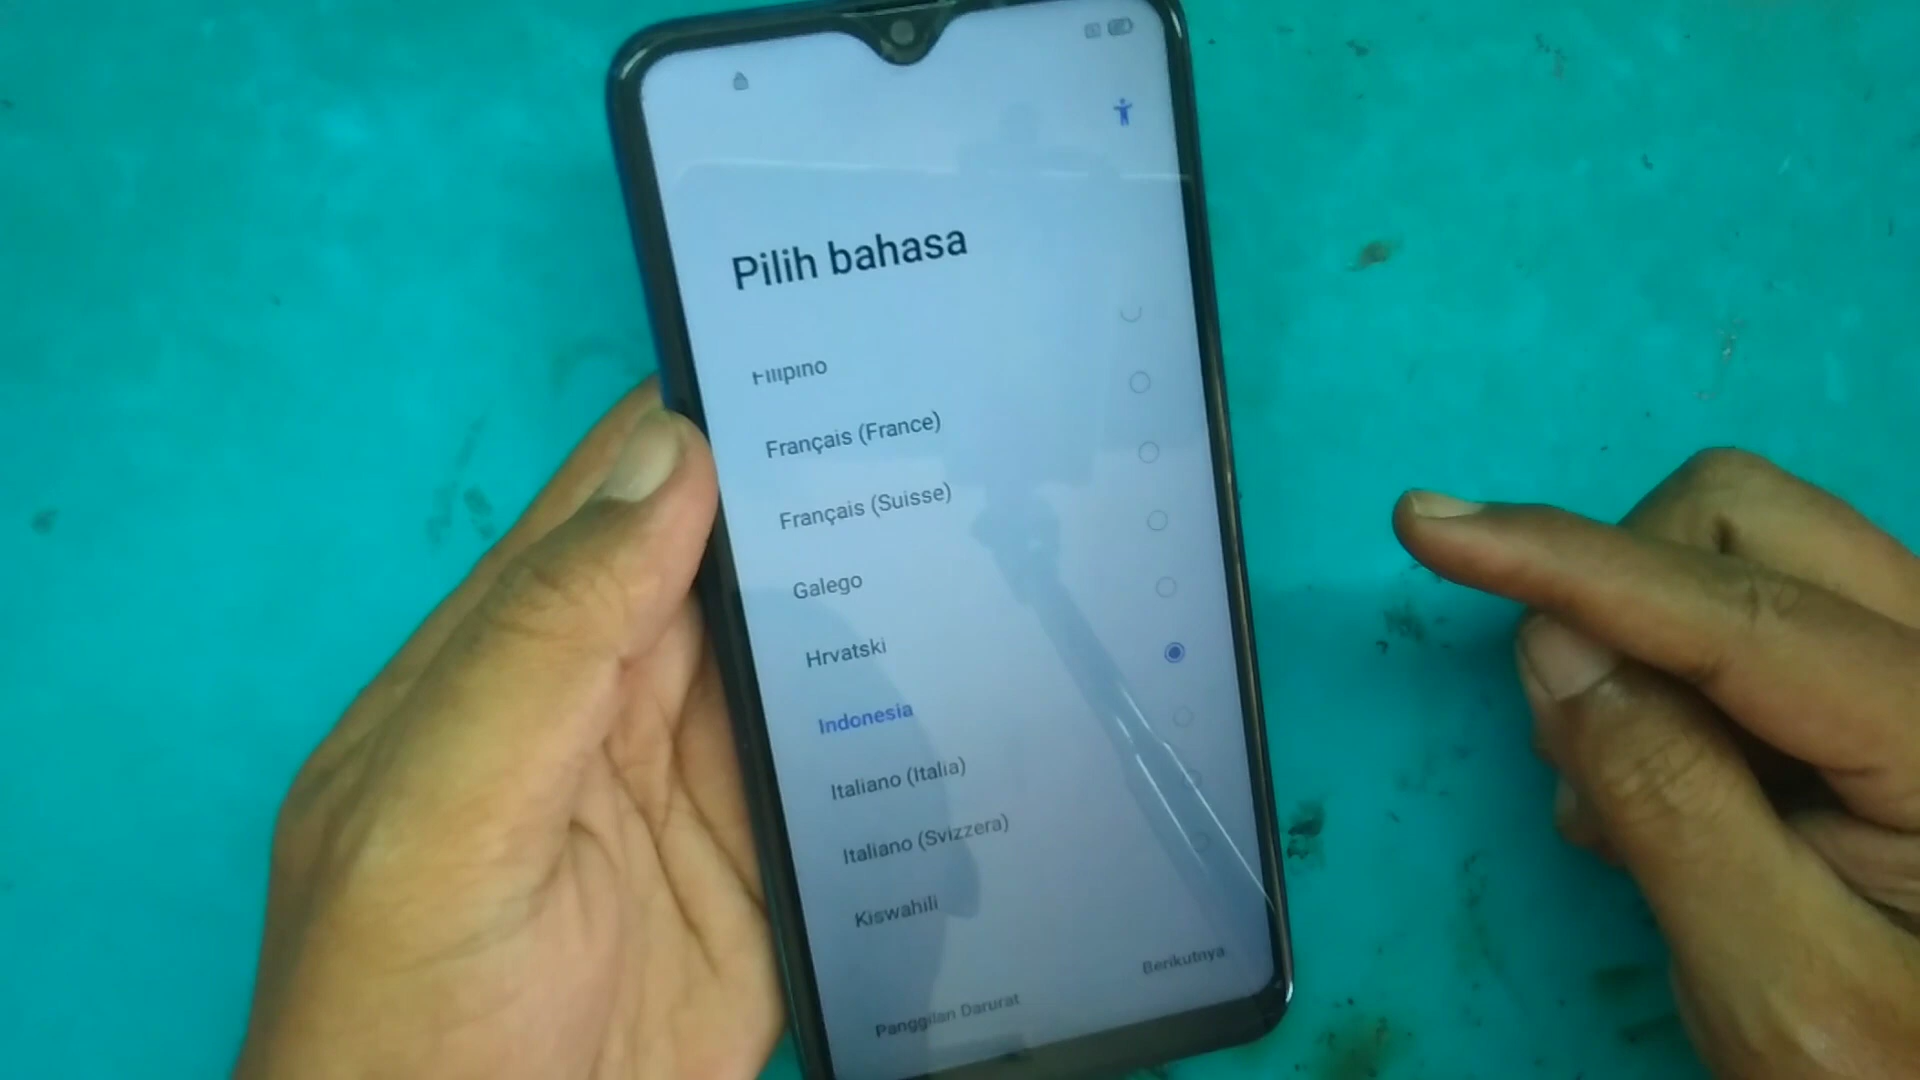 Pilih bahasa
Filipino
Français (France)
Français (Suisse)
Galego
Hrvatski
Indonesia
Italiano (Italia)
Italiano (Svizzera)
Kiswahili
Berikutnya
Panggilan Darurat